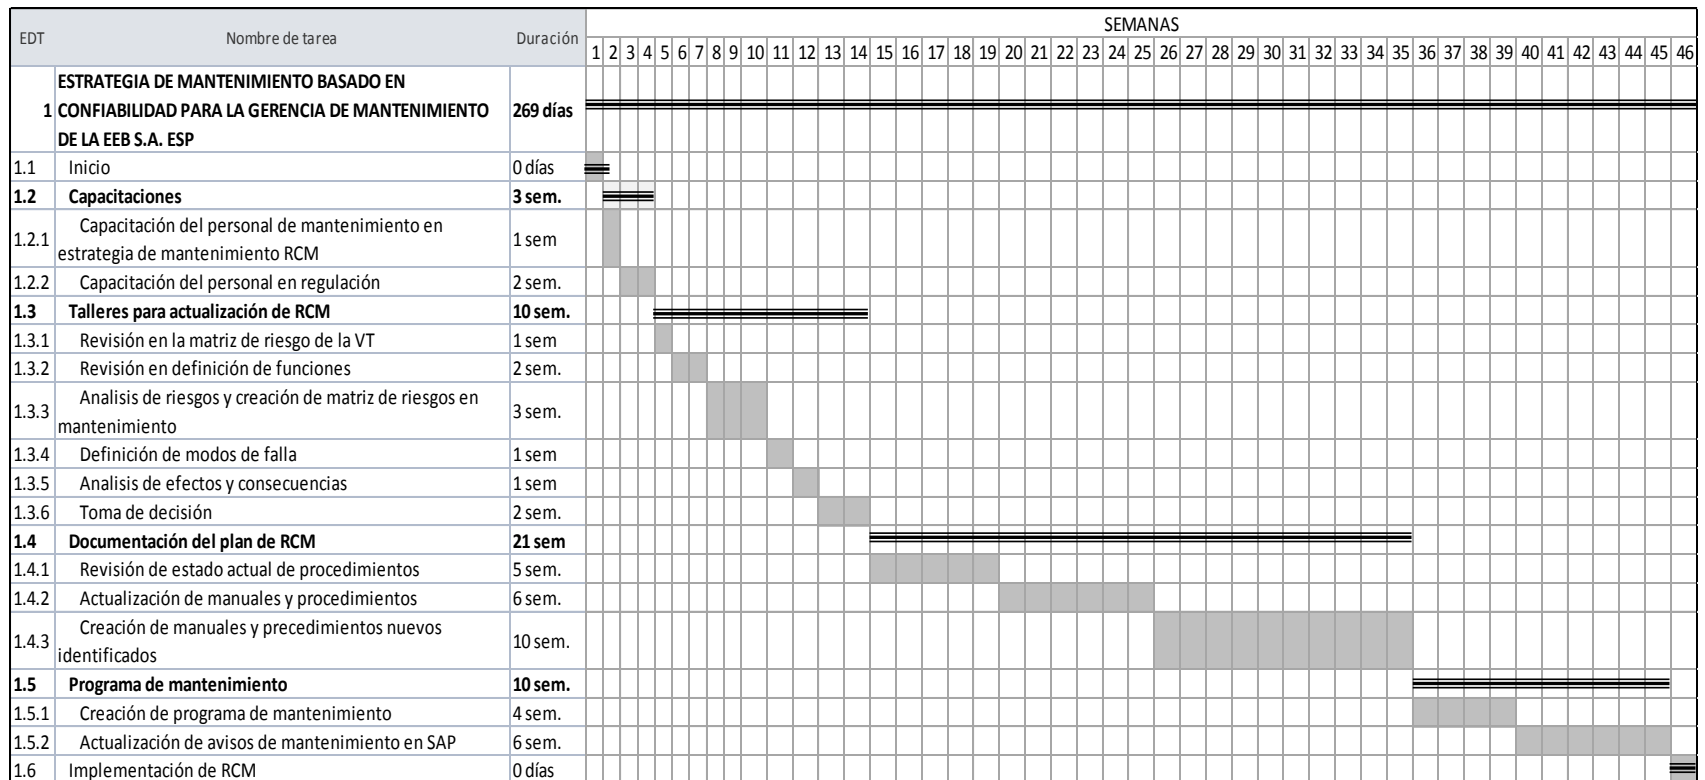 SEMANAS
EDT Nombre de tarea Duración
1 2 3 4 5 6 7 8 9 10 11 12 13 14 15 16 17 18 19 20 21 22 23 24 25 26 27 28 29 30 31 32 33 34 35 36 37 38 39 40 41 42 43 44 45 46
ESTRATEGIA DE MANTENIMIENTO BASADO EN
1 CONFIABILIDAD PARA LA GERENCIA DE MANTENIMIENTO 269 días
DE LA EEB S.A. ESP
1.1 Inicio 0 días
1.2 Capacitaciones 3 sem.
Capacitación del personal de mantenimiento en
1.2.1 estrategia de mantenimiento RCM 1 sem
1.2.2 Capacitación del personal en regulación 2 sem.
1.3 Talleres para actualización de RCM 10 sem.
1.3.1 Revisión en la matriz de riesgo de la VT 1 sem
1.3.2 Revisión en definición de funciones 2 sem.
Analisis de riesgos y creación de matriz de riesgos en
1.3.3 mantenimiento 3 sem.
1.3.4 Definición de modos de falla 1 sem
1.3.5 Analisis de efectos y consecuencias 1 sem
1.3.6 Toma de decisión 2 sem.
1.4 Documentación del plan de RCM 21 sem
1.4.1 Revisión de estado actual de procedimientos 5 sem.
1.4.2 Actualización de manuales y procedimientos 6 sem.
Creación de manuales y precedimientos nuevos
1.4.3 identificados 10 sem.
1.5 Programa de mantenimiento 10 sem.
1.5.1 Creación de programa de mantenimiento 4 sem.
1.5.2 Actualización de avisos de mantenimiento en SAP 6 sem.
1.6 Implementación de RCM 0 días